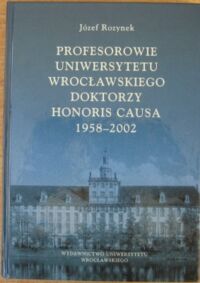 Józef Rozynek
PROFESOROWIE
UNIWERSYTETU
WROCŁAWSKIEGO
DOKTORZY
HONORIS CAUSA
1958–2002
WYDAWNICTWO UNIWERSYTETU
WROCŁAWSKIEGO